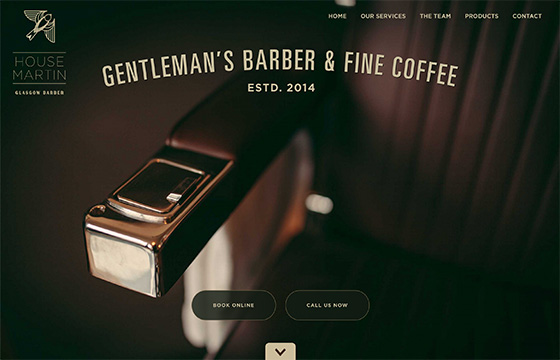 HOME OUR SERVICES THE TEAM PRODUCTS CONTACT
HOUSE
MARTIN
GLASGOW BARBER
GENTLEMAN'S BARBER & FINE COFFEE
ESTD. 2014
BOOK ONLINE CALL US NOW